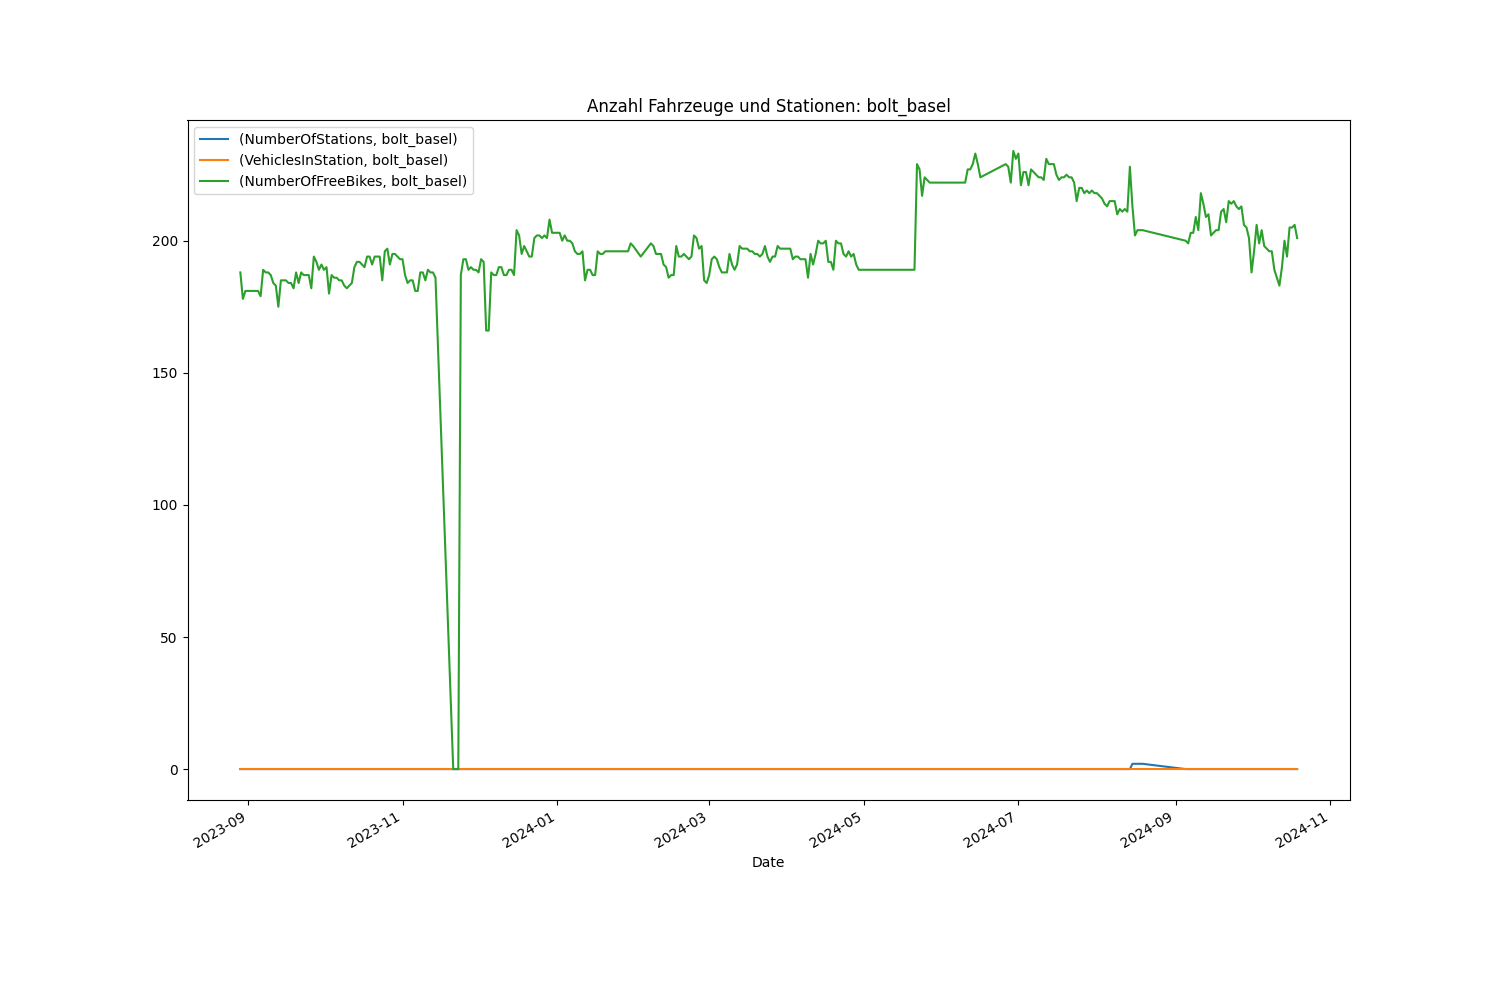 Anzahl Fahrzeuge und Stationen: bolt_basel
(NumberOfStations, bolt_basel)
(VehiclesInStation, bolt_basel)
(NumberOfFreeBikes, bolt_basel)
200
150
100
50
0
2023-09
2023-11
2024-01
2024-03
2024-05
2024-07
2024-09
2024-11
Date